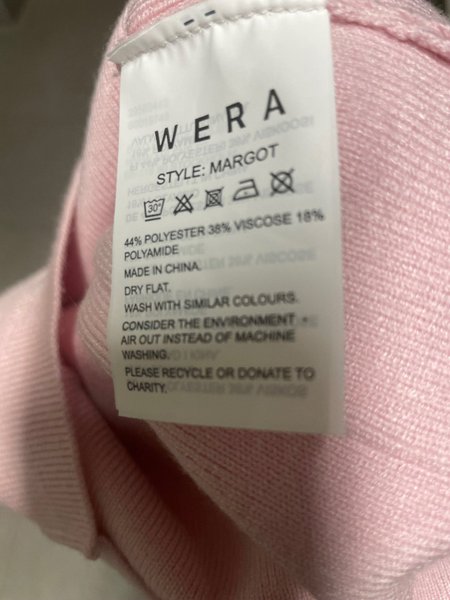 WERA
STYLE: MARGOT
30°
44% POLYESTER 38% VISCOSE 18%
POLYAMIDE
MADE IN CHINA.
DRY FLAT.
WASH WITH SIMILAR COLOURS.
CONSIDER THE ENVIRONMENT -
AIR OUT INSTEAD OF MACHINE
WASHING.
PLEASE RECYCLE OR DONATE TO
CHARITY.